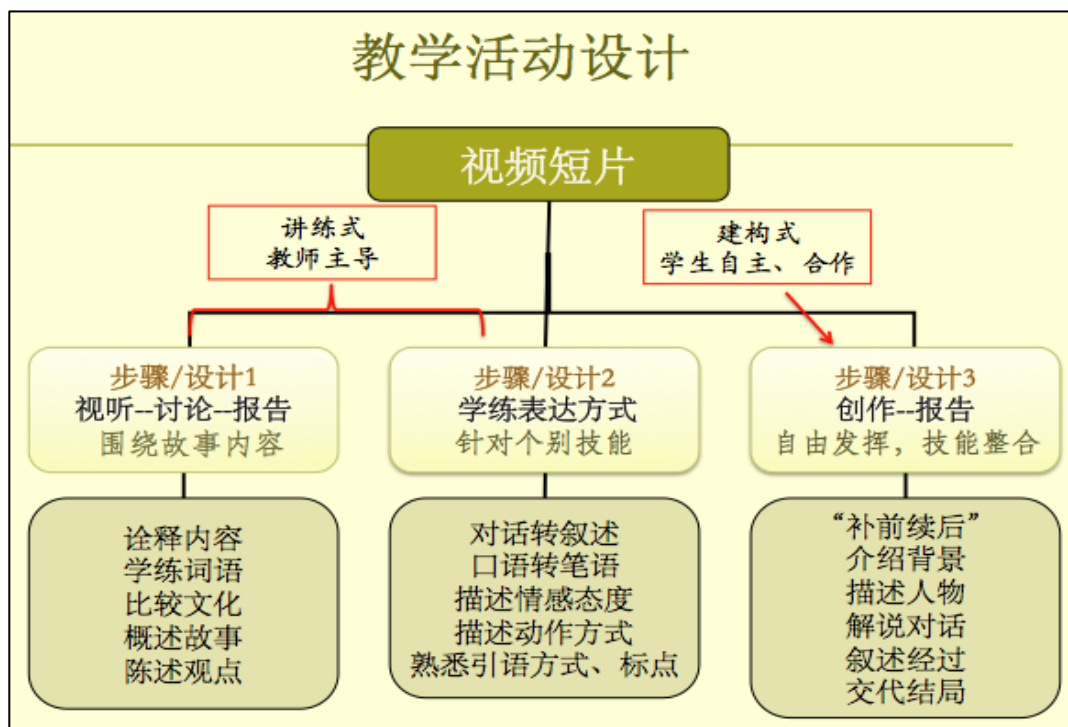 教学活动设计
视频短片
讲练式
教师主导
建构式
学生自主、合作
步骤/设计1
视听--讨论--报告
围绕故事内容
步骤/设计2
学练表达方式
针对个别技能
步骤/设计3
创作--报告
自由发挥，技能整合
诠释内容
学练词语
比较文化
概述故事
陈述观点
对话转叙述
口语转笔语
描述情感态度
描述动作方式
熟悉引语方式、标点
“补前续后”
介绍背景
描述人物
解说对话
叙述经过
交代结局